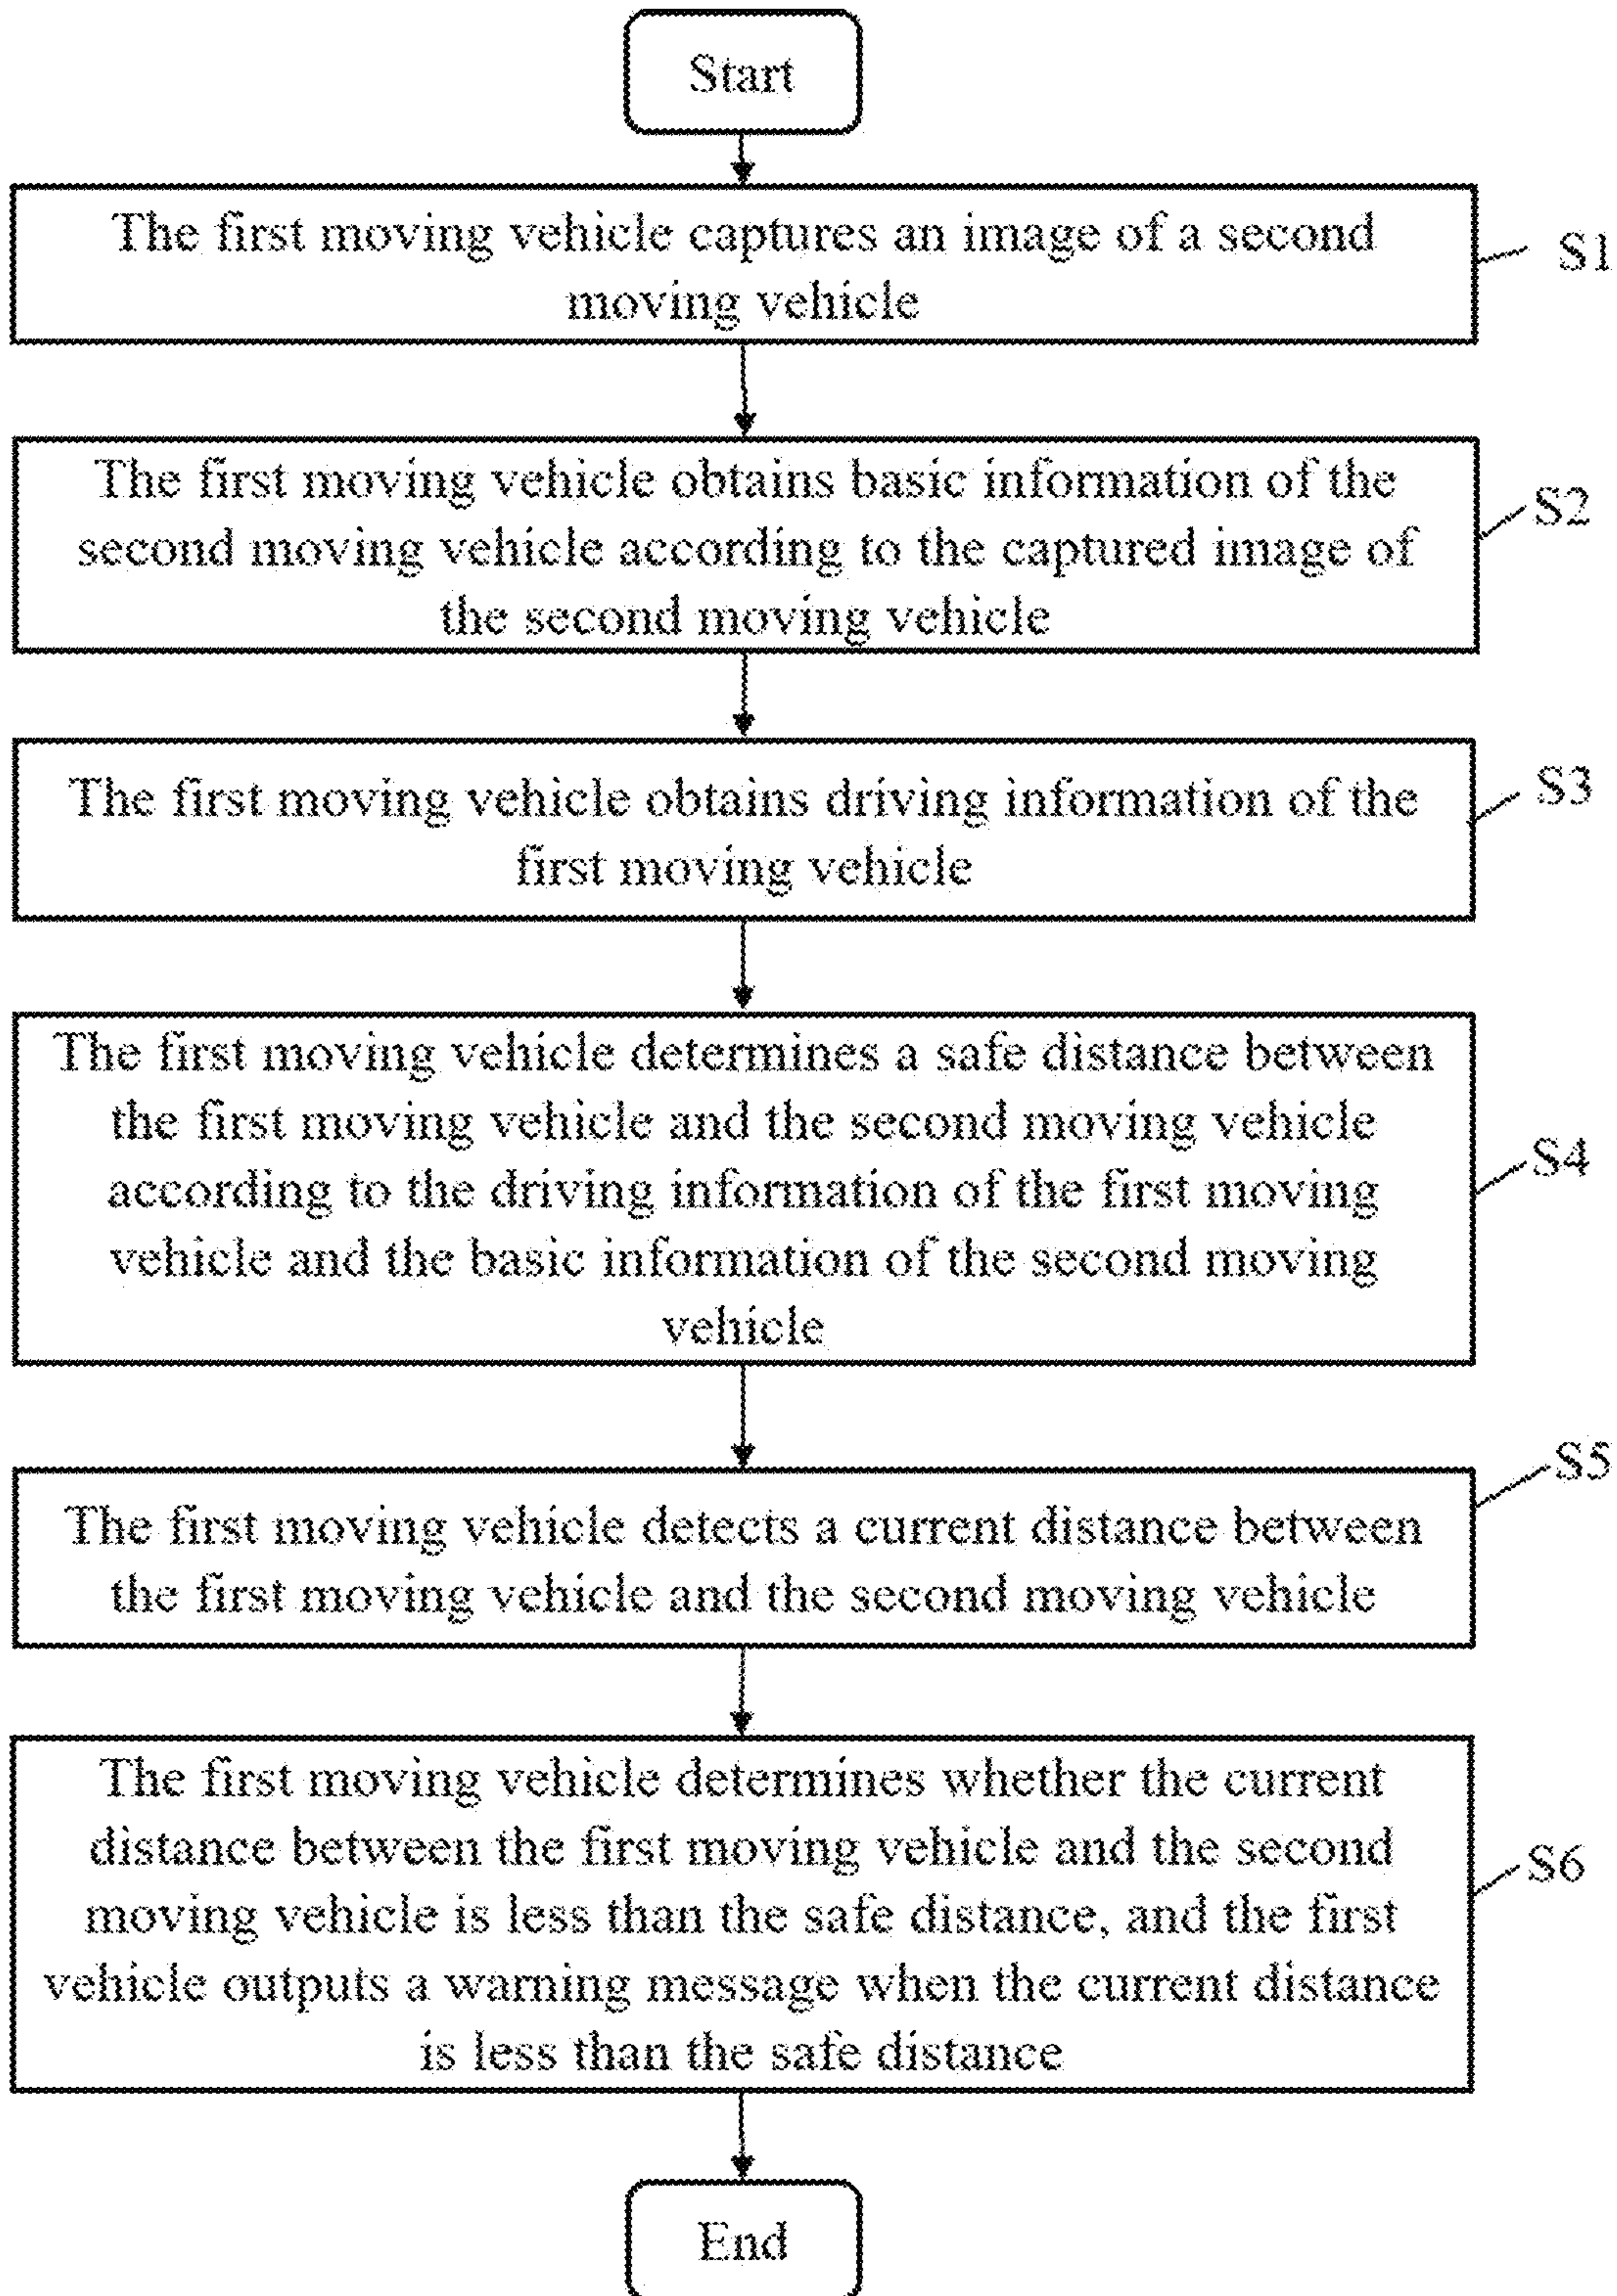 Start
The first moving vehicle captures an image of a second
moving vehicle
S1
The first moving vehicle obtains basic information of the
second moving vehicle according to the captured image of
the second moving vehicle
S2
The first moving vehicle obtains driving information of the
first moving vehicle
S3
The first moving vehicle determines a safe distance between
the first moving vehicle and the second moving vehicle
according to the driving information of the first moving
vehicle and the basic information of the second moving
vehicle
S4
The first moving vehicle detects a current distance between
the first moving vehicle and the second moving vehicle
S5
The first moving vehicle determines whether the current
distance between the first moving vehicle and the second
moving vehicle is less than the safe distance, and the first
vehicle outputs a warning message when the current distance
is less than the safe distance
S6
End